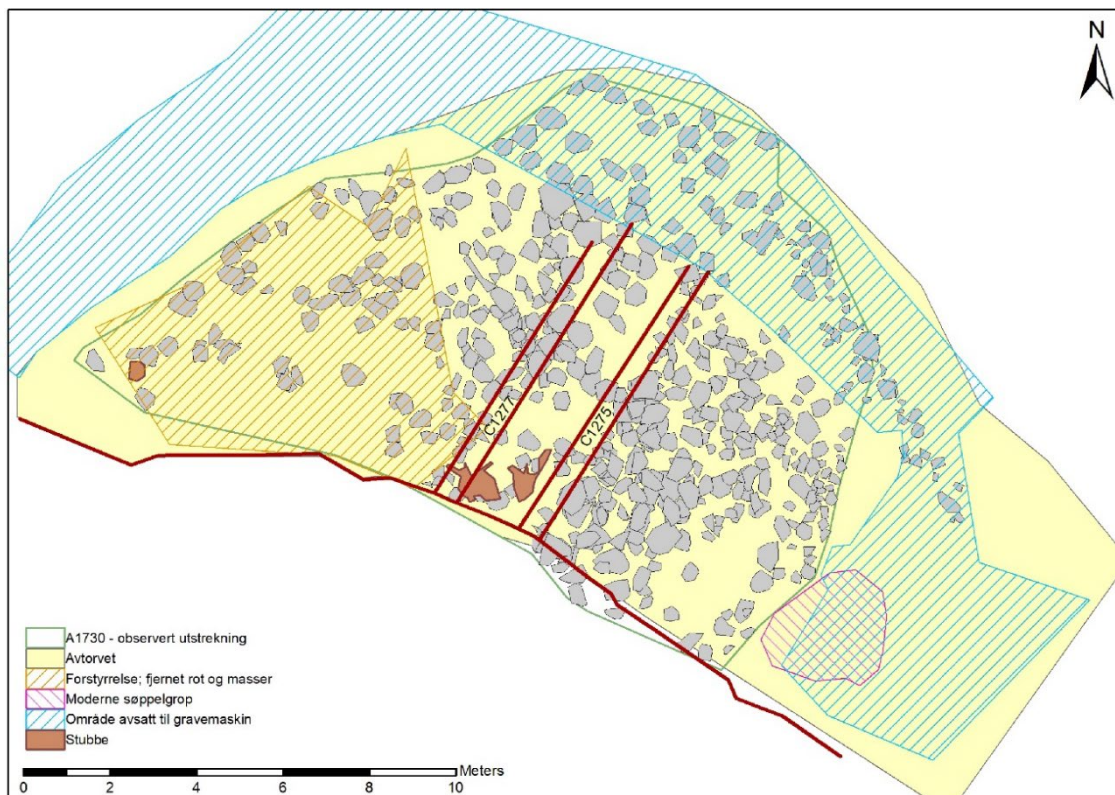 N
C1277
C1275
A1730 - observert utstrekning
Avtorvet
Forstyrrelse; fjernet rot og masser
Moderne søppelgrop
Område avsatt til gravemaskin
Stubbe
Meters
0 2 4 6 8 10